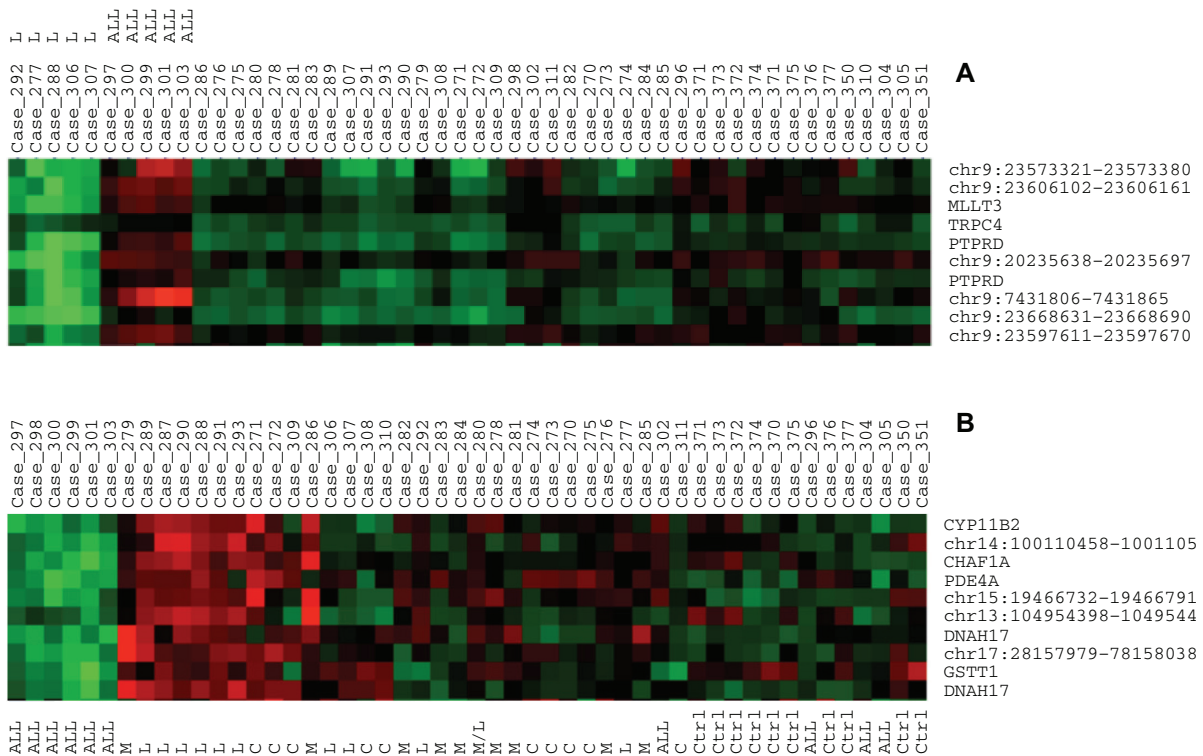 L L L L L ALL ALL ALL ALL ALL
Case_292 Case_277 Case_288 Case_306 Case_307 Case_297 Case_300 Case_299 Case_301 Case_303 Case_286 Case_276 Case_275 Case_280 Case_278 Case_281 Case_283 Case_289 Case_307 Case_291 Case_293 Case_290 Case_279 Case_308 Case_271 Case_272 Case_309 Case_298 Case_302 Case_311 Case_282 Case_270 Case_273 Case_274 Case_284 Case_285 Case_296 Case_371 Case_373 Case_372 Case_374 Case_371 Case_375 Case_376 Case_377 Case_350 Case_310 Case_304 Case_305 Case_351
A
chr9:23573321-23573380
chr9:23606102-23606161
MLLT3
TRPC4
PTPRD
chr9:20235638-20235697
PTPRD
chr9:7431806-7431865
chr9:23668631-23668690
chr9:23597611-23597670
Case_297 Case_298 Case_300 Case_299 Case_301 Case_303 Case_279 Case_289 Case_287 Case_290 Case_288 Case_291 Case_293 Case_271 Case_272 Case_309 Case_286 Case_306 Case_307 Case_308 Case_310 Case_282 Case_292 Case_283 Case_284 Case_280 Case_278 Case_281 Case_274 Case_273 Case_270 Case_275 Case_276 Case_277 Case_285 Case_302 Case_311 Case_371 Case_373 Case_372 Case_374 Case_370 Case_375 Case_296 Case_376 Case_377 Case_304 Case_305 Case_350 Case_351
B
CYP11B2
chr14:100110458-1001105
CHAF1A
PDE4A
chr15:19466732-19466791
chr13:104954398-1049544
DNAH17
chr17:28157979-78158038
GSTT1
DNAH17
ALL ALL ALL ALL ALL ALL M L L L L L L C C C M L L C C M L M M M/L M M C C C C M L M ALL C Ctrl Ctrl Ctrl Ctrl Ctrl Ctrl ALL Ctrl Ctrl ALL ALL Ctrl Ctrl